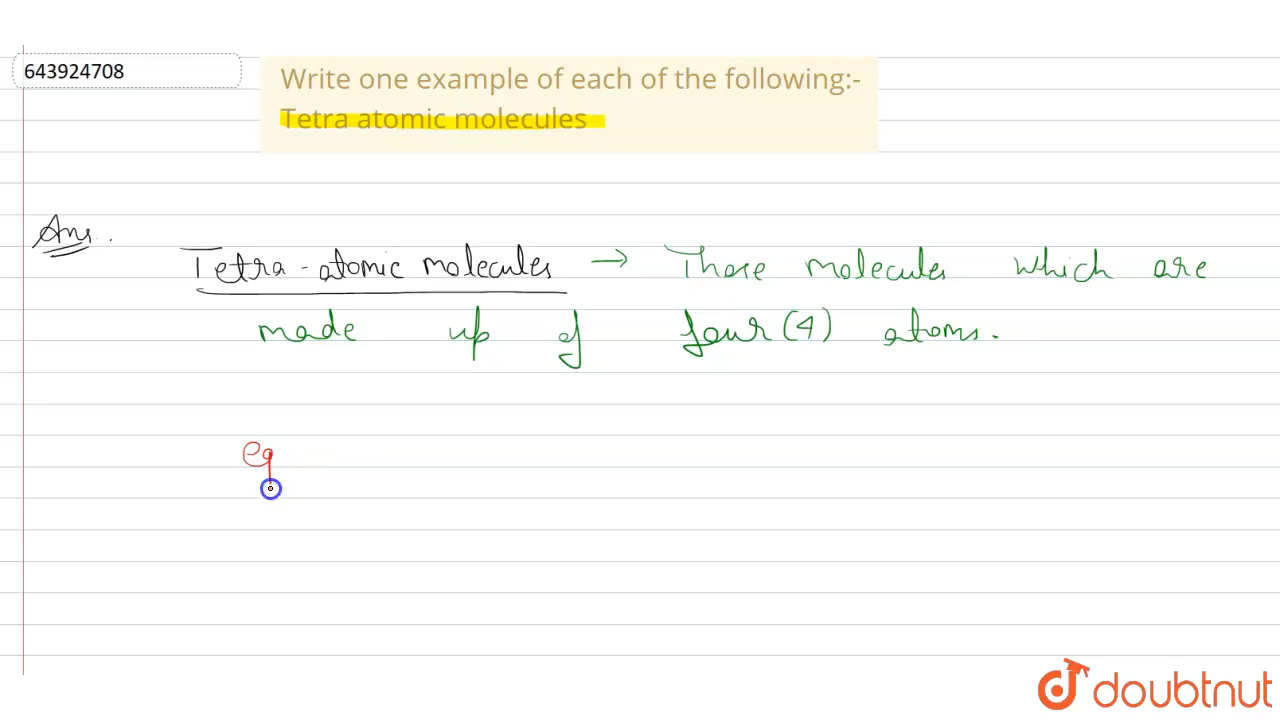 643924708
Write one example of each of the following:-
Tetra atomic molecules
Ans.
Tetra-atomic molecules → Those molecules which are
made up of four (4) atoms.
eg
doubtnut